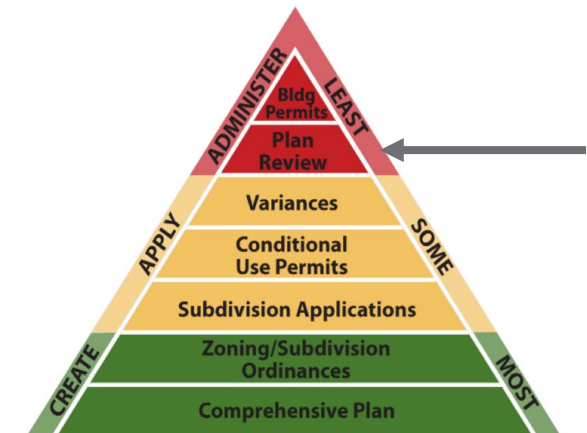 ADMINISTER
LEAST
Bldg
Permits
Plan
Review
APPLY
SOME
Variances
Conditional
Use Permits
Subdivision Applications
CREATE
MOST
Zoning/Subdivision
Ordinances
Comprehensive Plan